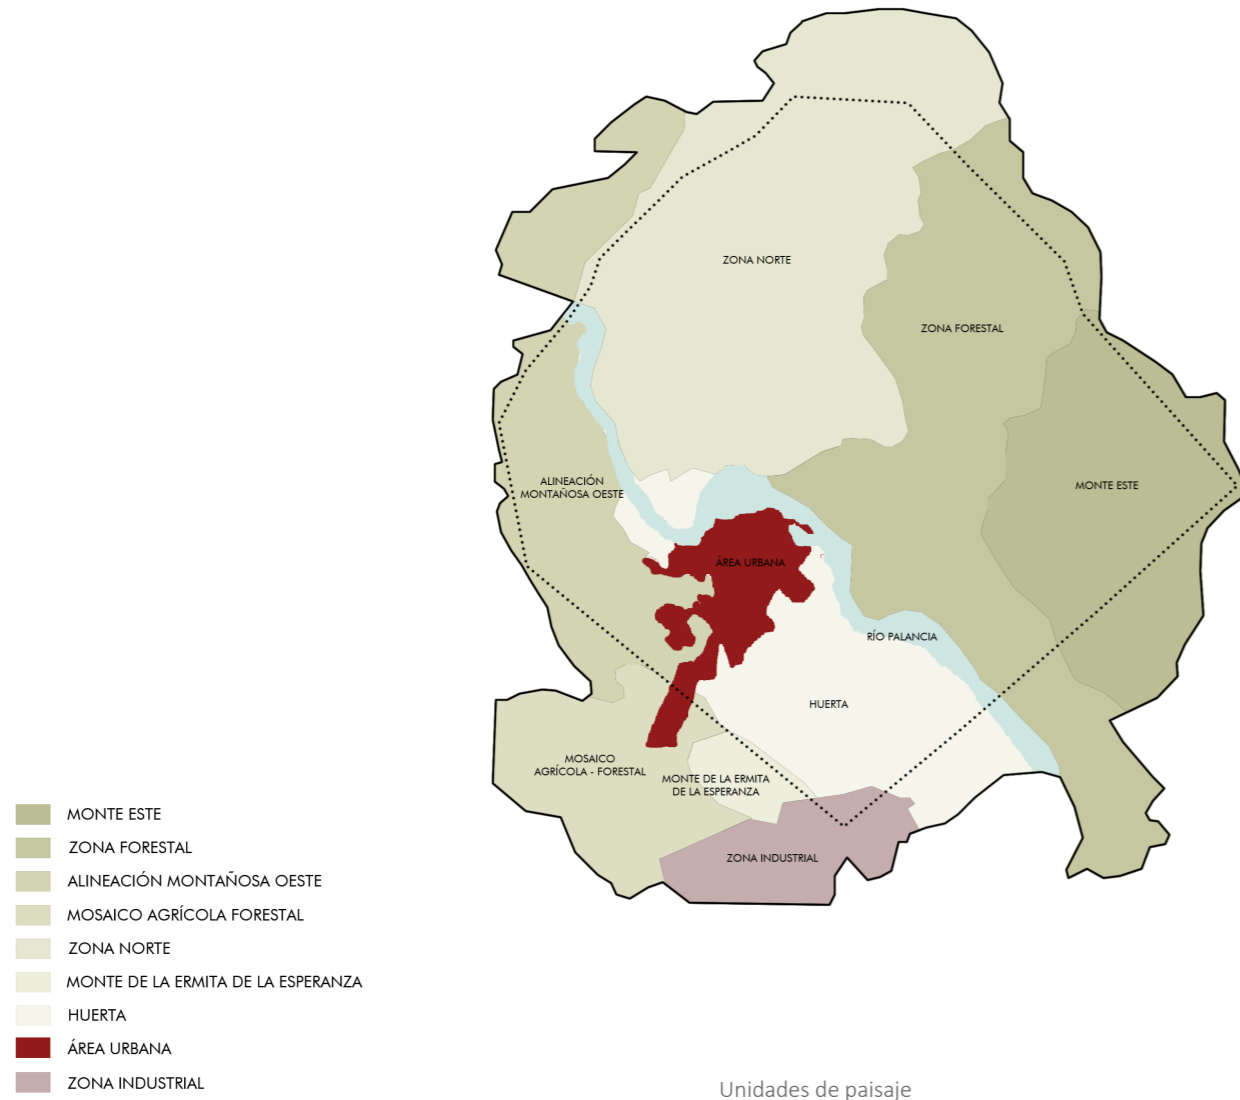 ZONA NORTE
ZONA FORESTAL
ALINEACIÓN
MONTAÑOSA OESTE
MONTE ESTE
ÁREA URBANA
RÍO PALANCIA
HUERTA
MOSAICO
AGRÍCOLA - FORESTAL
MONTE DE LA ERMITA
DE LA ESPERANZA
ZONA INDUSTRIAL
MONTE ESTE
ZONA FORESTAL
ALINEACIÓN MONTAÑOSA OESTE
MOSAICO AGRÍCOLA FORESTAL
ZONA NORTE
MONTE DE LA ERMITA DE LA ESPERANZA
HUERTA
ÁREA URBANA
ZONA INDUSTRIAL
Unidades de paisaje